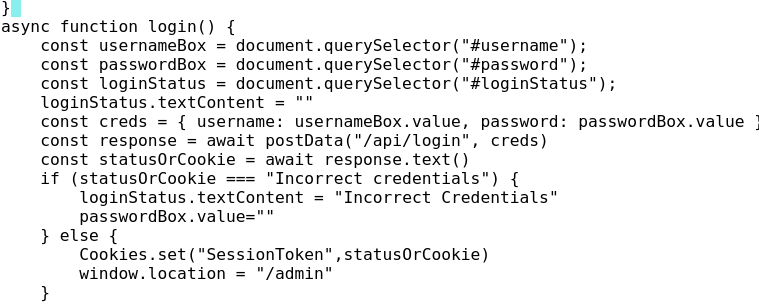 }
async function login() {
    const usernameBox = document.querySelector("#username");
    const passwordBox = document.querySelector("#password");
    const loginStatus = document.querySelector("#loginStatus");
    loginStatus.textContent = ""
    const creds = { username: usernameBox.value, password: passwordBox.value }
    const response = await postData("/api/login", creds)
    const statusOrCookie = await response.text()
    if (statusOrCookie === "Incorrect credentials") {
        loginStatus.textContent = "Incorrect Credentials"
        passwordBox.value=""
    } else {
        Cookies.set("SessionToken",statusOrCookie)
        window.location = "/admin"
    }